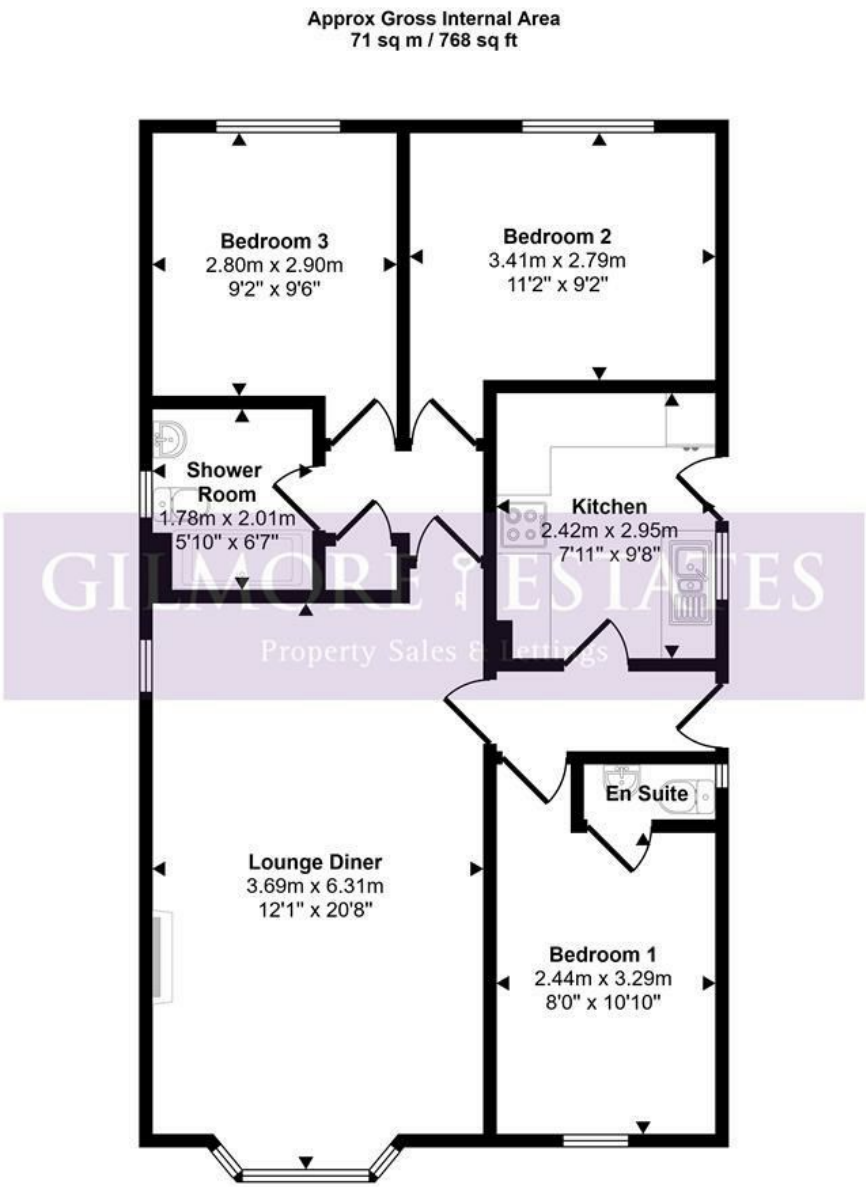 Approx Gross Internal Area
71 sq m / 768 sq ft
Bedroom 3
2.80m x 2.90m
9'2" x 9'6"
Bedroom 2
3.41m x 2.79m
11'2" x 9'2"
Shower
Room
1.78m x 2.01m
5'10" x 6'7"
Kitchen
2.42m x 2.95m
7'11" x 9'8"
GILMORE ESTATES
Property Sales & Lettings
En Suite
Lounge Diner
3.69m x 6.31m
12'1" x 20'8"
Bedroom 1
2.44m x 3.29m
8'0" x 10'10"